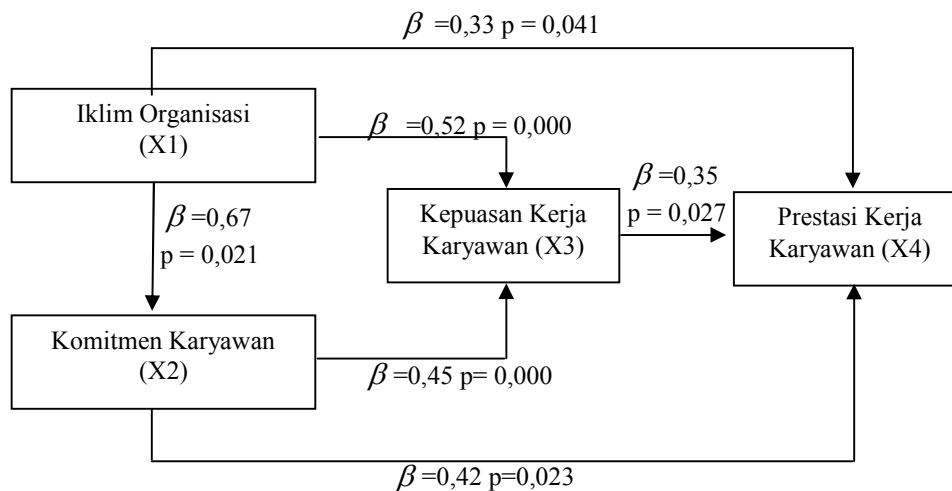 β =0,33 p = 0,041
Iklim Organisasi
(X1)
β =0,52 p = 0,000
β =0,67
p = 0,021
Kepuasan Kerja
Karyawan (X3)
β =0,35
p = 0,027
Prestasi Kerja
Karyawan (X4)
Komitmen Karyawan
(X2)
β =0,45 p= 0,000
β =0,42 p=0,023